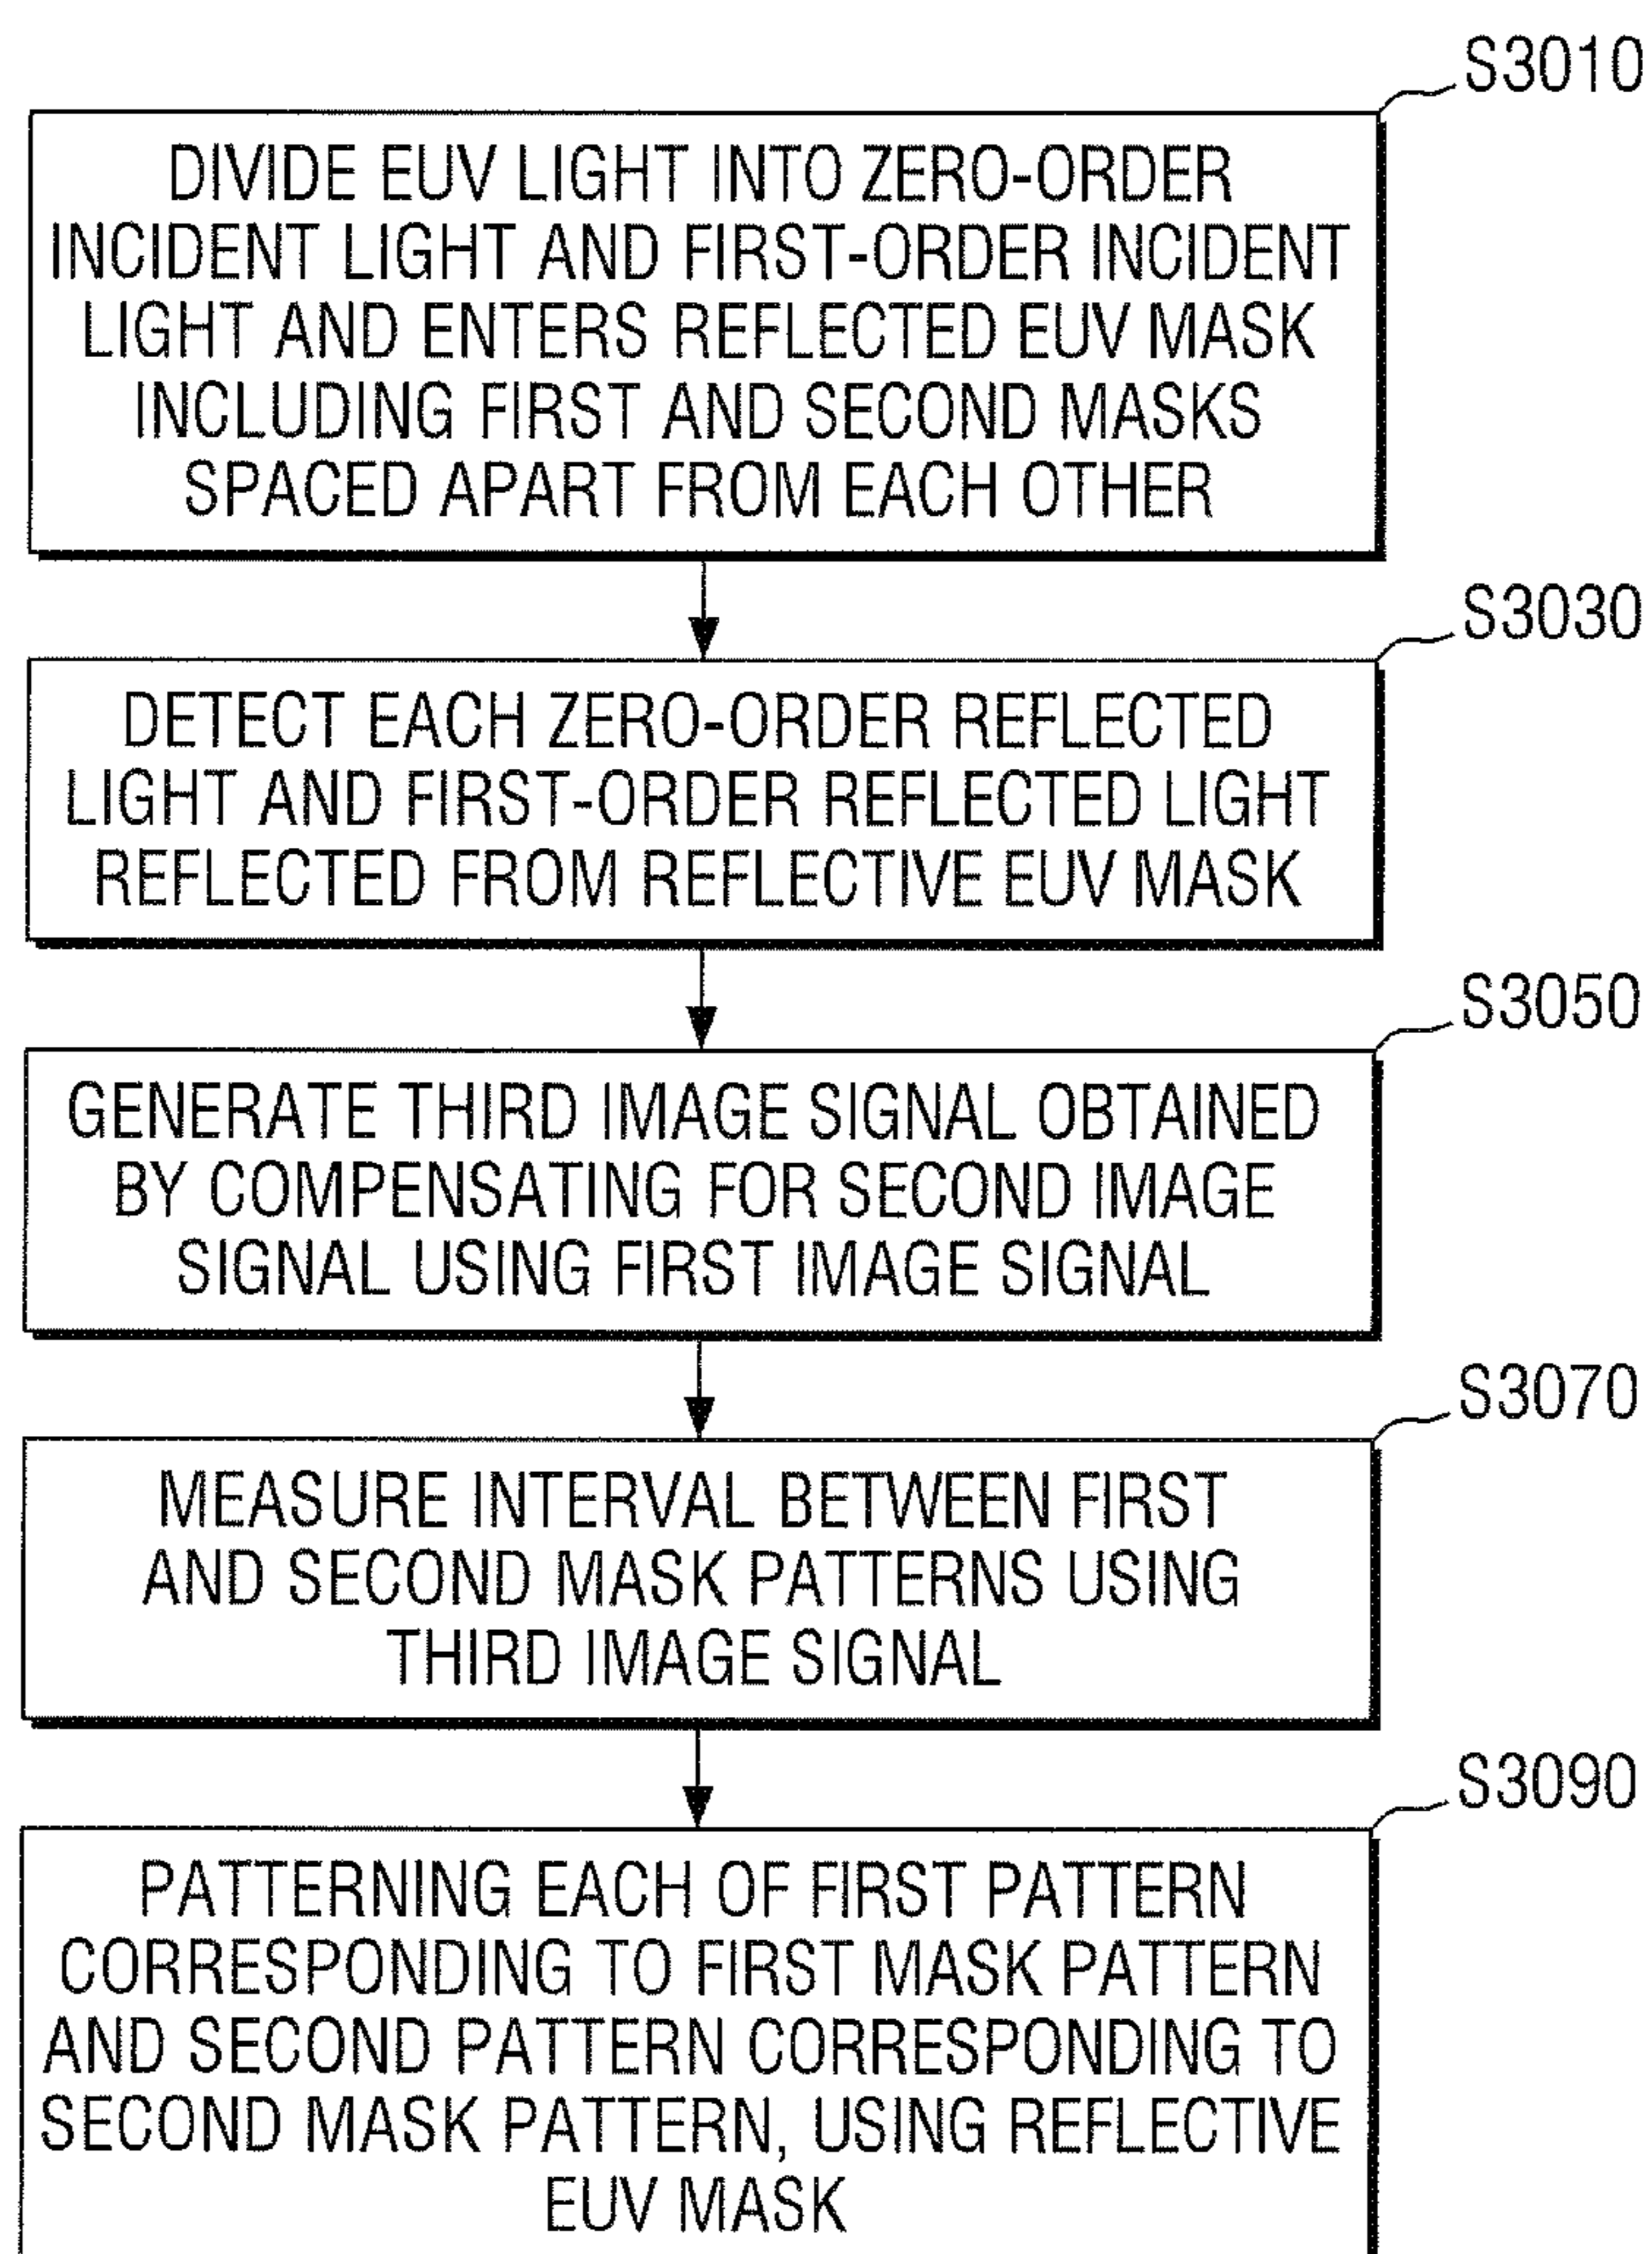 S3010
DIVIDE EUV LIGHT INTO ZERO-ORDER
INCIDENT LIGHT AND FIRST-ORDER INCIDENT
LIGHT AND ENTERS REFLECTED EUV MASK
INCLUDING FIRST AND SECOND MASKS
SPACED APART FROM EACH OTHER
S3030
DETECT EACH ZERO-ORDER REFLECTED
LIGHT AND FIRST-ORDER REFLECTED LIGHT
REFLECTED FROM REFLECTIVE EUV MASK
S3050
GENERATE THIRD IMAGE SIGNAL OBTAINED
BY COMPENSATING FOR SECOND IMAGE
SIGNAL USING FIRST IMAGE SIGNAL
S3070
MEASURE INTERVAL BETWEEN FIRST
AND SECOND MASK PATTERNS USING
THIRD IMAGE SIGNAL
S3090
PATTERNING EACH OF FIRST PATTERN
CORRESPONDING TO FIRST MASK PATTERN
AND SECOND PATTERN CORRESPONDING TO
SECOND MASK PATTERN, USING REFLECTIVE
EUV MASK